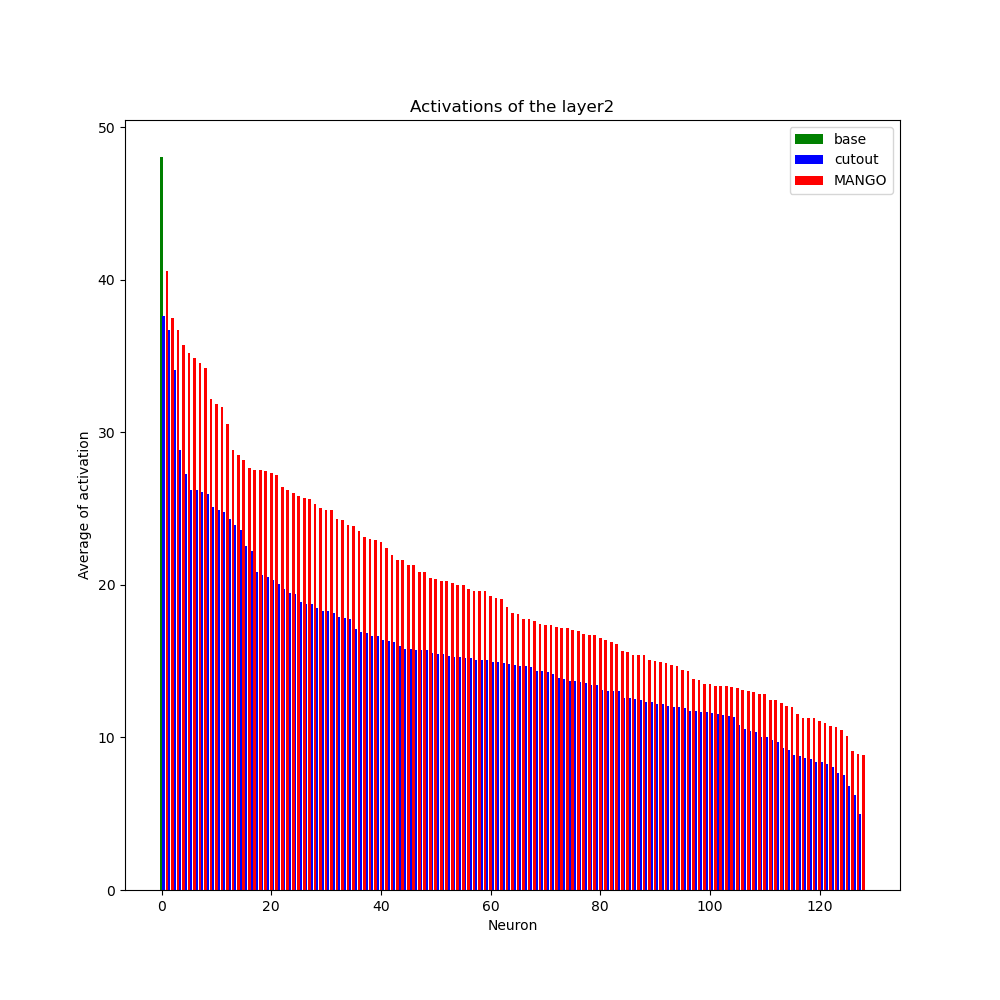 Activations of the layer2
base
cutout
MANGO
Average of activation
50
40
30
20
10
0
0 20 40 60 80 100 120
Neuron